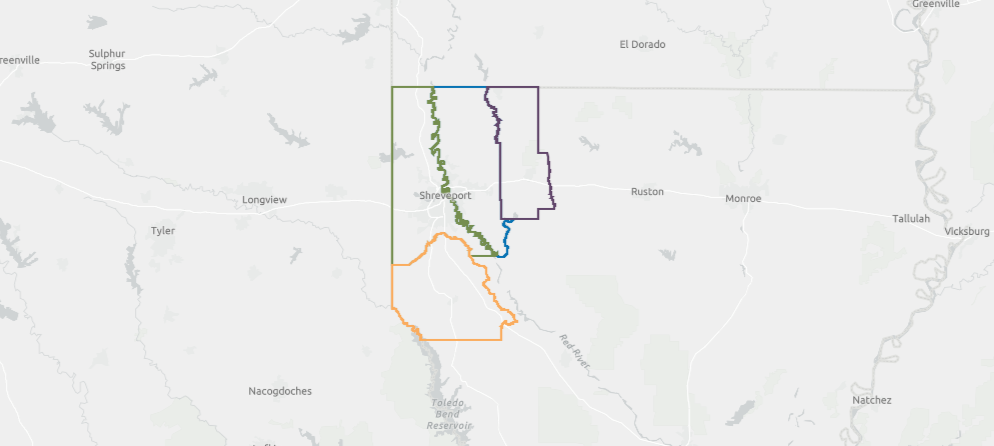 Greenville
El Dorado
Sulphur
Springs
reenville
Shreveport
Longview
Ruston
Monroe
Tallulah
Vicksburg
Tyler
Red River
Nacogdoches
Toledo
Bend
Reservoir
Natchez